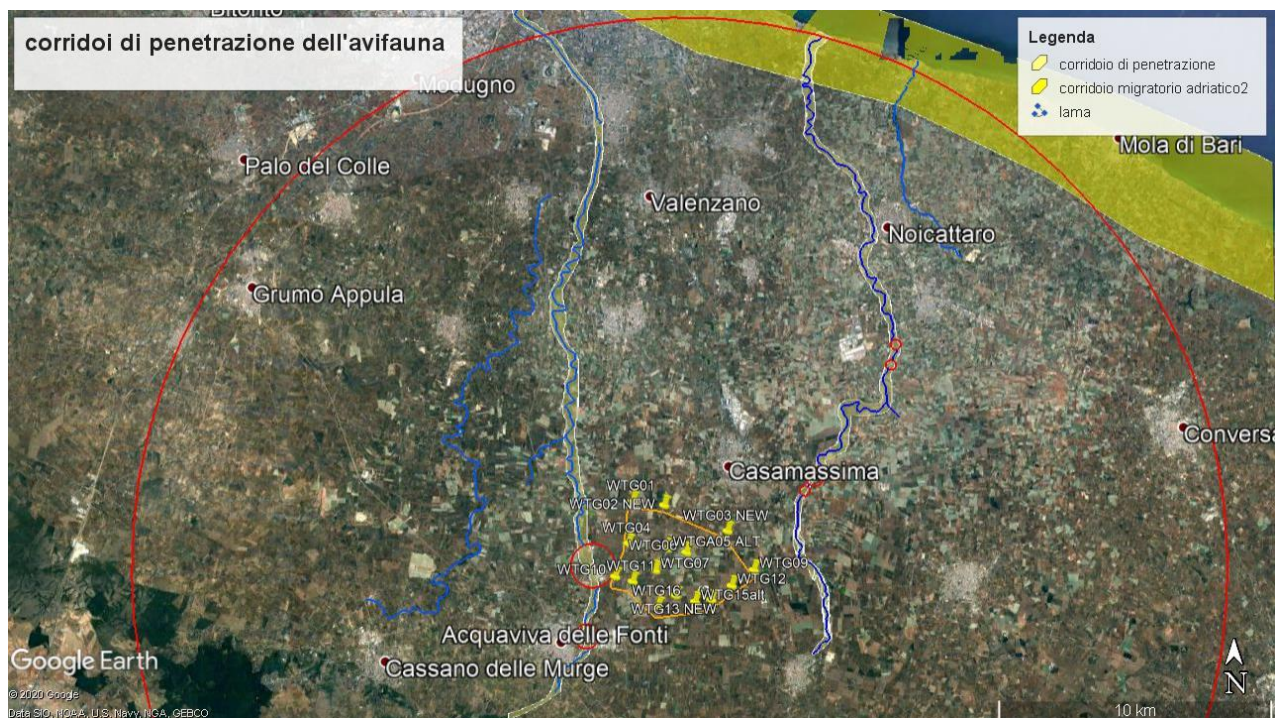 Bitonto
corridoi di penetrazione dell'avifauna
Legenda
corridoio di penetrazione
corridoio migratorio adriatico2
lama
Modugno
Mola di Bari
Palo del Colle
Valenzano
Noicattaro
Grumo Appula
Conversa
Casamassima
WTG01
WTG02 NEW
WTG03 NEW
WTG04
WTG06
WTGA05 ALT
WTG10
WTG11
WTG07
WTG09
WTG12
WTG16
WTG15alt
WTG13 NEW
Acquaviva delle Fonti
Cassano delle Murge
Google Earth
N
© 2020 Google
Data SIO, NOAA, U.S. Navy, NGA, GEBCO
10 km